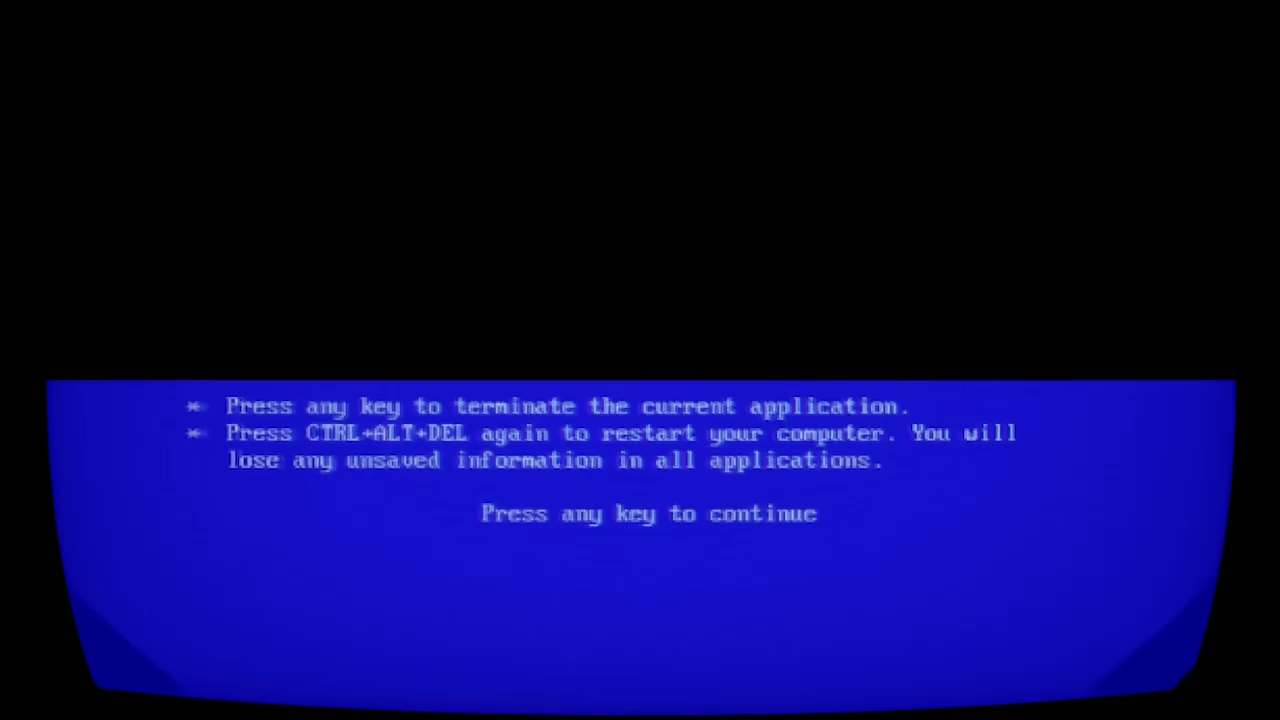 * Press any key to terminate the current application.
* Press CTRL+ALT+DEL again to restart your computer. You will
lose any unsaved information in all applications.
Press any key to continue